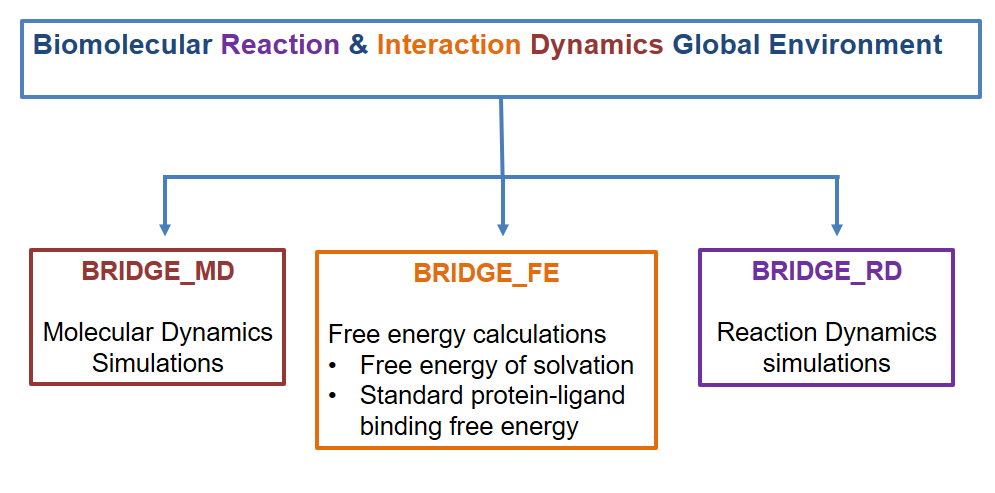 Biomolecular Reaction & Interaction Dynamics Global Environment
BRIDGE_MD
Molecular Dynamics
Simulations
BRIDGE_FE
Free energy calculations
• Free energy of solvation
• Standard protein-ligand
binding free energy
BRIDGE_RD
Reaction Dynamics
simulations